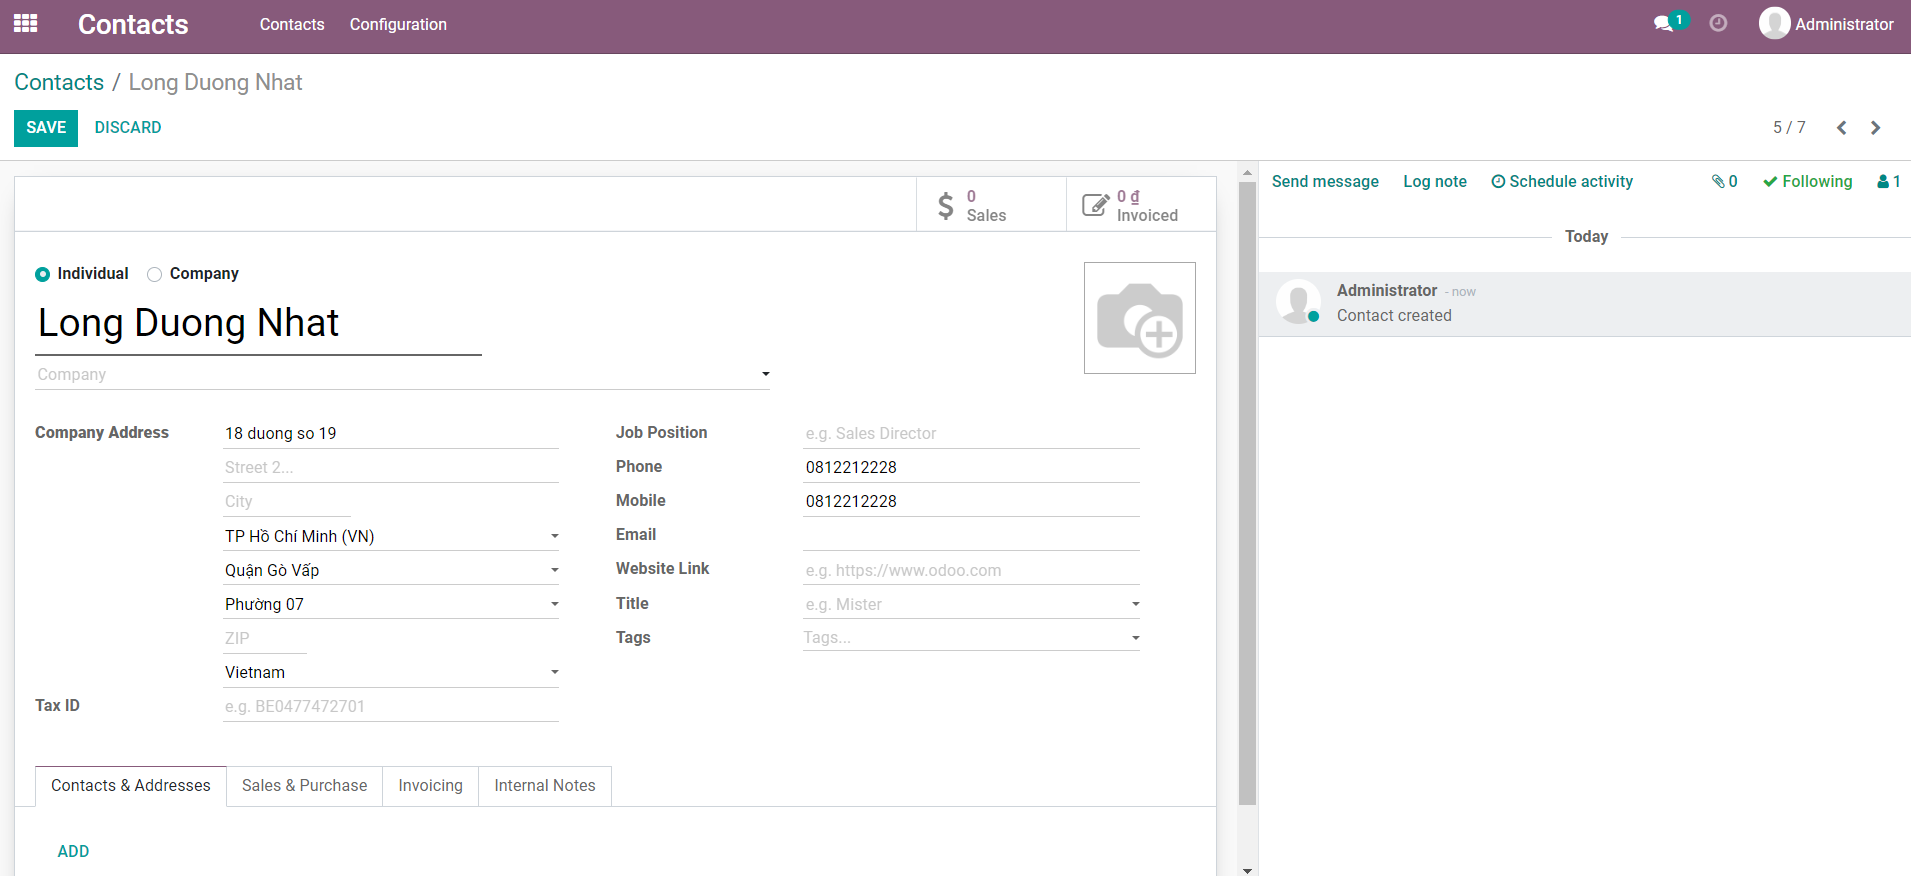 Contacts Contacts Configuration 1 Administrator
Contacts / Long Duong Nhat
SAVE DISCARD 5 / 7
0 Sales
0 ₫ Invoiced
Individual Company
Long Duong Nhat
Company
Company Address 18 duong so 19
Street 2...
City
TP Hồ Chí Minh (VN)
Quận Gò Vấp
Phường 07
ZIP
Vietnam
Tax ID e.g. BE0477472701
Job Position e.g. Sales Director
Phone 0812212228
Mobile 0812212228
Email
Website Link e.g. https://www.odoo.com
Title e.g. Mister
Tags Tags...
Contacts & Addresses Sales & Purchase Invoicing Internal Notes
ADD
Send message Log note Schedule activity 0 Following 1
Today
Administrator - now
Contact created